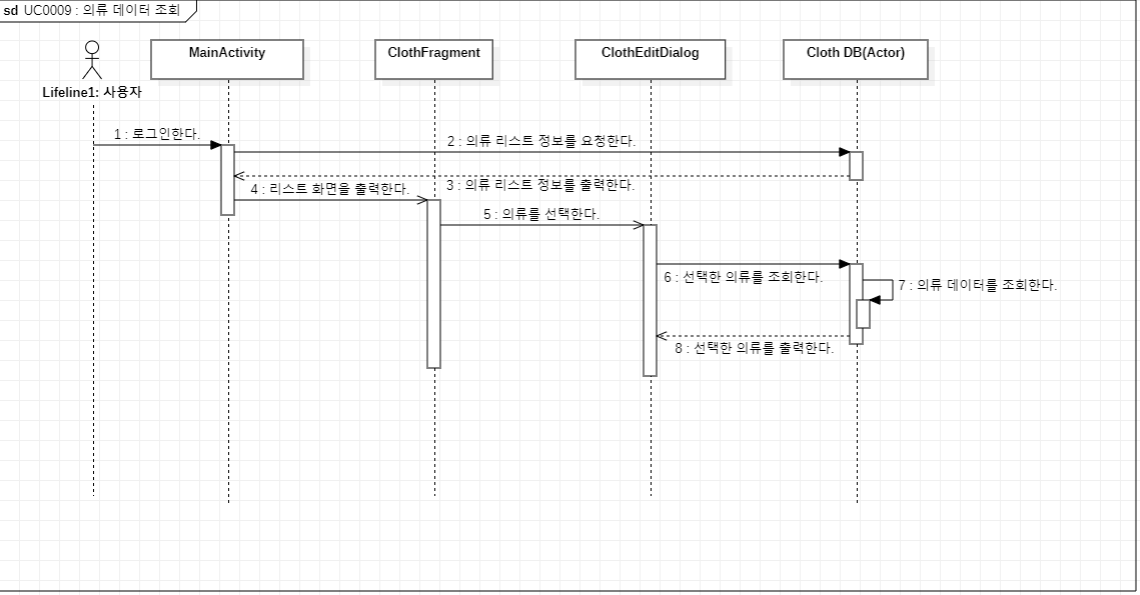 sd UC0009 : 의류 데이터 조회
MainActivity
ClothFragment
ClothEditDialog
Cloth DB(Actor)
Lifeline1: 사용자
1 : 로그인한다.
2 : 의류 리스트 정보를 요청한다.
3 : 의류 리스트 정보를 출력한다.
4 : 리스트 화면을 출력한다.
5 : 의류를 선택한다.
6 : 선택한 의류를 조회한다.
7 : 의류 데이터를 조회한다.
8 : 선택한 의류를 출력한다.